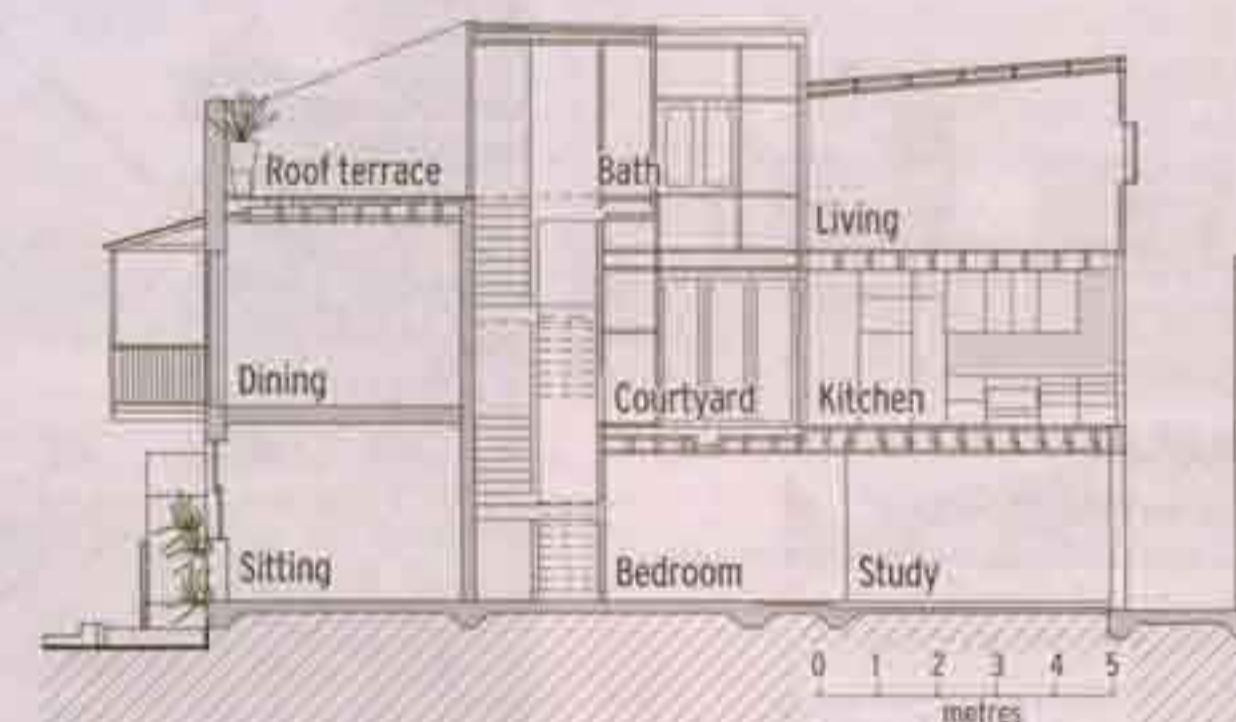 Roof terrace
Bath
Living
Dining
Courtyard
Kitchen
Sitting
Bedroom
Study
0 1 2 3 4 5
metres